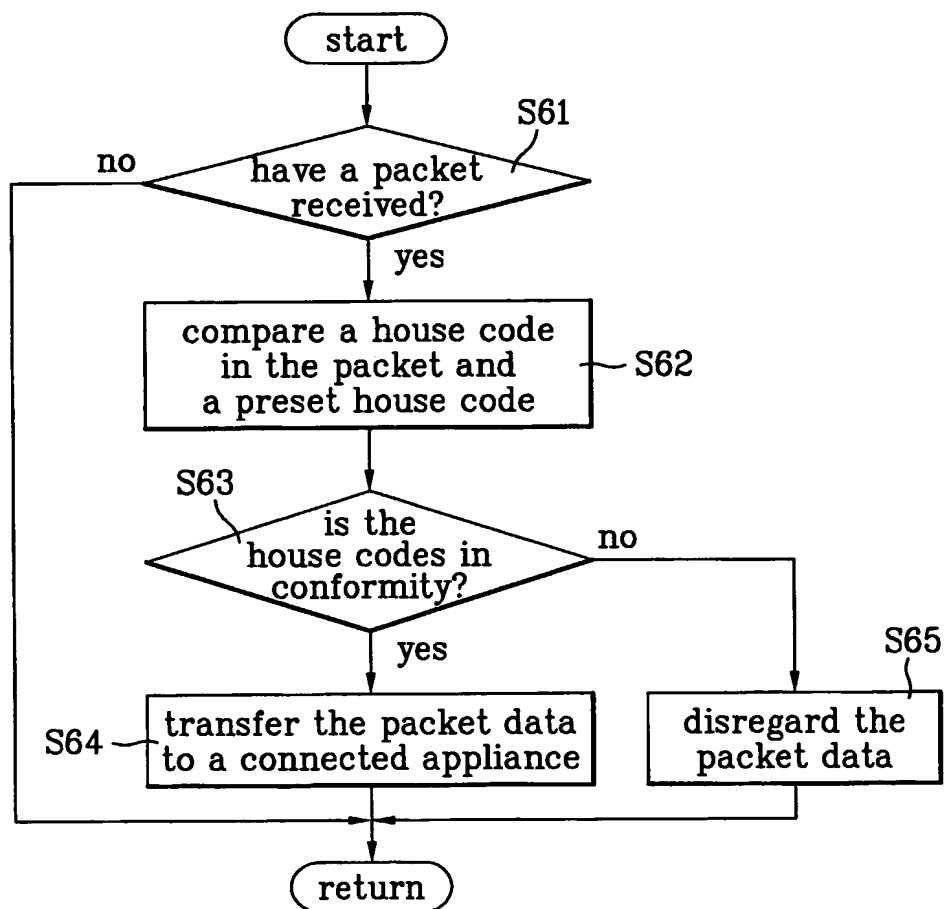 start
S61
no
have a packet
received?
yes
compare a house code
in the packet and
a preset house code
S62
S63
is the
house codes in
conformity?
no
yes
S65
S64
transfer the packet data
to a connected appliance
disregard the
packet data
return